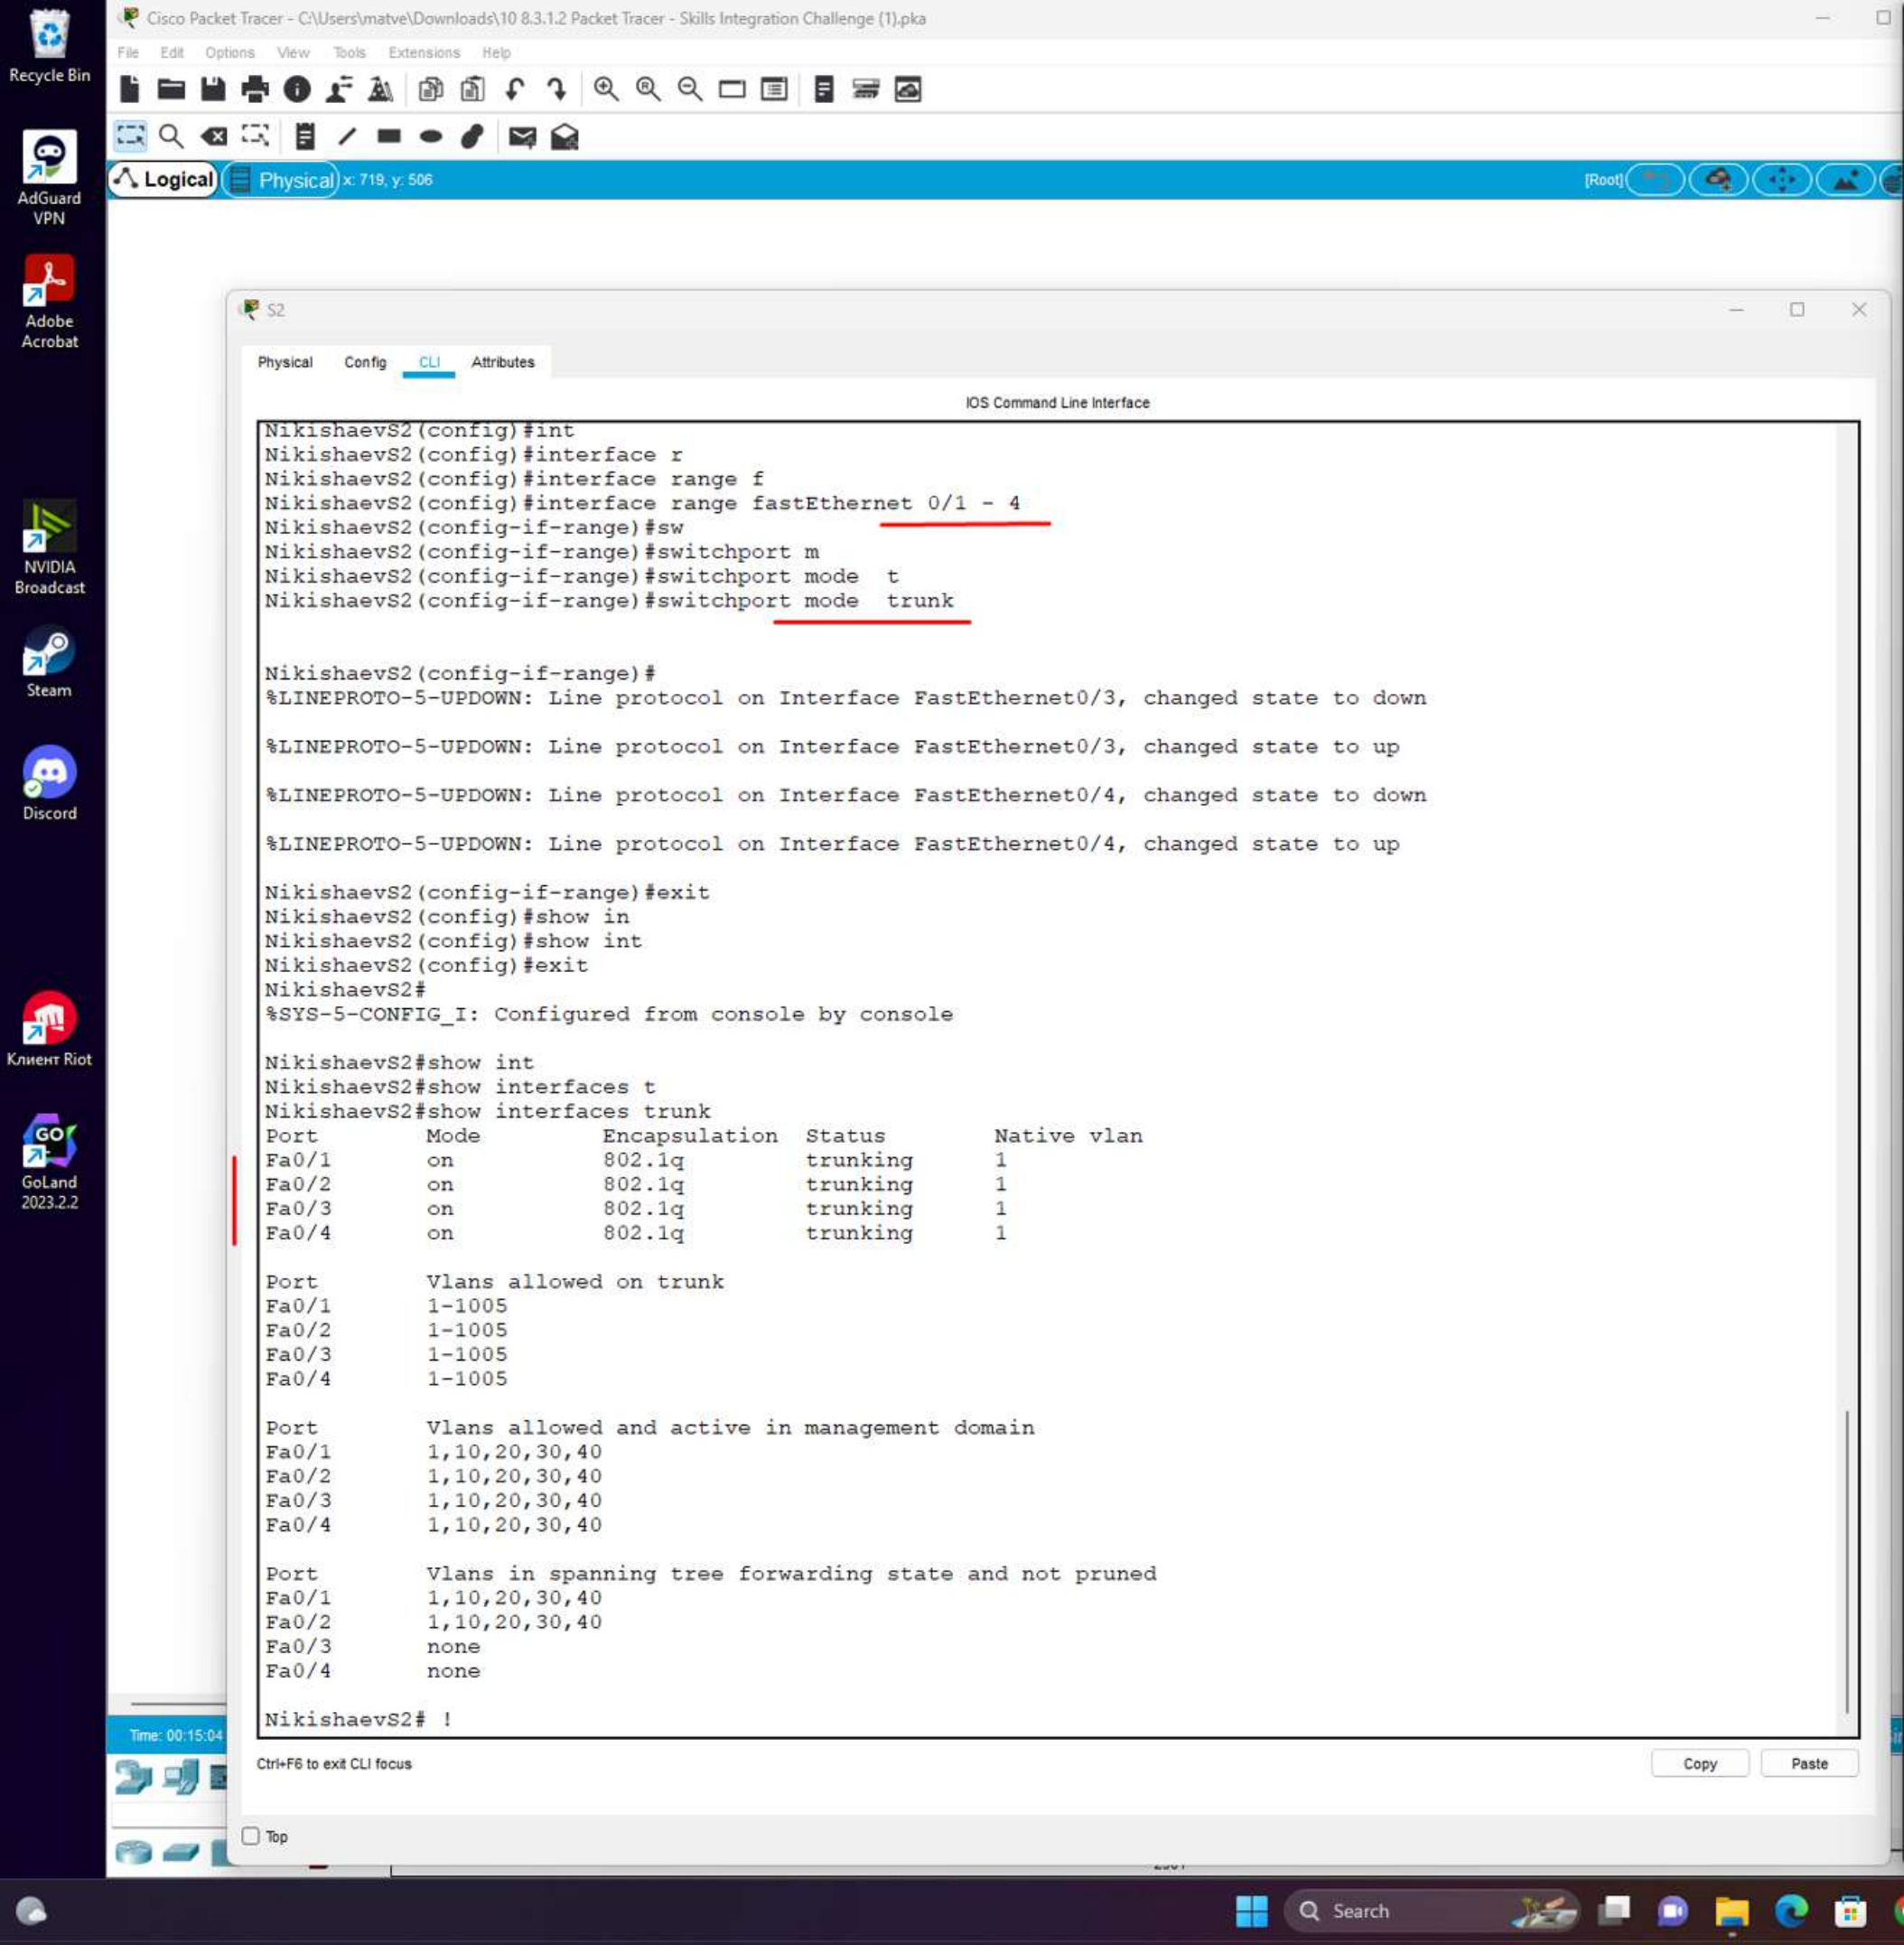 Cisco Packet Tracer - C:\Users\matve\Downloads\10 8.3.1.2 Packet Tracer - Skills Integration Challenge (1).pka
File Edit Options View Tools Extensions Help
Recycle Bin
AdGuard
VPN
Adobe
Acrobat
NVIDIA
Broadcast
Steam
Discord
Клиент Riot
GO
GoLand
2023.2.2
Logical
Physical
x: 719, y: 506
[Root]
S2
Physical Config CLI Attributes
IOS Command Line Interface
NikishaevS2(config)#int
NikishaevS2(config)#interface r
NikishaevS2(config)#interface range f
NikishaevS2(config)#interface range fastEthernet 0/1 - 4
NikishaevS2(config-if-range)#sw
NikishaevS2(config-if-range)#switchport m
NikishaevS2(config-if-range)#switchport mode  t
NikishaevS2(config-if-range)#switchport mode  trunk
NikishaevS2(config-if-range)#
%LINEPROTO-5-UPDOWN: Line protocol on Interface FastEthernet0/3, changed state to down
%LINEPROTO-5-UPDOWN: Line protocol on Interface FastEthernet0/3, changed state to up
%LINEPROTO-5-UPDOWN: Line protocol on Interface FastEthernet0/4, changed state to down
%LINEPROTO-5-UPDOWN: Line protocol on Interface FastEthernet0/4, changed state to up
NikishaevS2(config-if-range)#exit
NikishaevS2(config)#show in
NikishaevS2(config)#show int
NikishaevS2(config)#exit
NikishaevS2#
%SYS-5-CONFIG_I: Configured from console by console
NikishaevS2#show int
NikishaevS2#show interfaces t
NikishaevS2#show interfaces trunk
Port        Mode         Encapsulation  Status        Native vlan
Fa0/1       on           802.1q         trunking      1
Fa0/2       on           802.1q         trunking      1
Fa0/3       on           802.1q         trunking      1
Fa0/4       on           802.1q         trunking      1
Port        Vlans allowed on trunk
Fa0/1       1-1005
Fa0/2       1-1005
Fa0/3       1-1005
Fa0/4       1-1005
Port        Vlans allowed and active in management domain
Fa0/1       1,10,20,30,40
Fa0/2       1,10,20,30,40
Fa0/3       1,10,20,30,40
Fa0/4       1,10,20,30,40
Port        Vlans in spanning tree forwarding state and not pruned
Fa0/1       1,10,20,30,40
Fa0/2       1,10,20,30,40
Fa0/3       none
Fa0/4       none
NikishaevS2# !
Time: 00:15:04
Ctrl+F6 to exit CLI focus
Copy
Paste
Top
Search